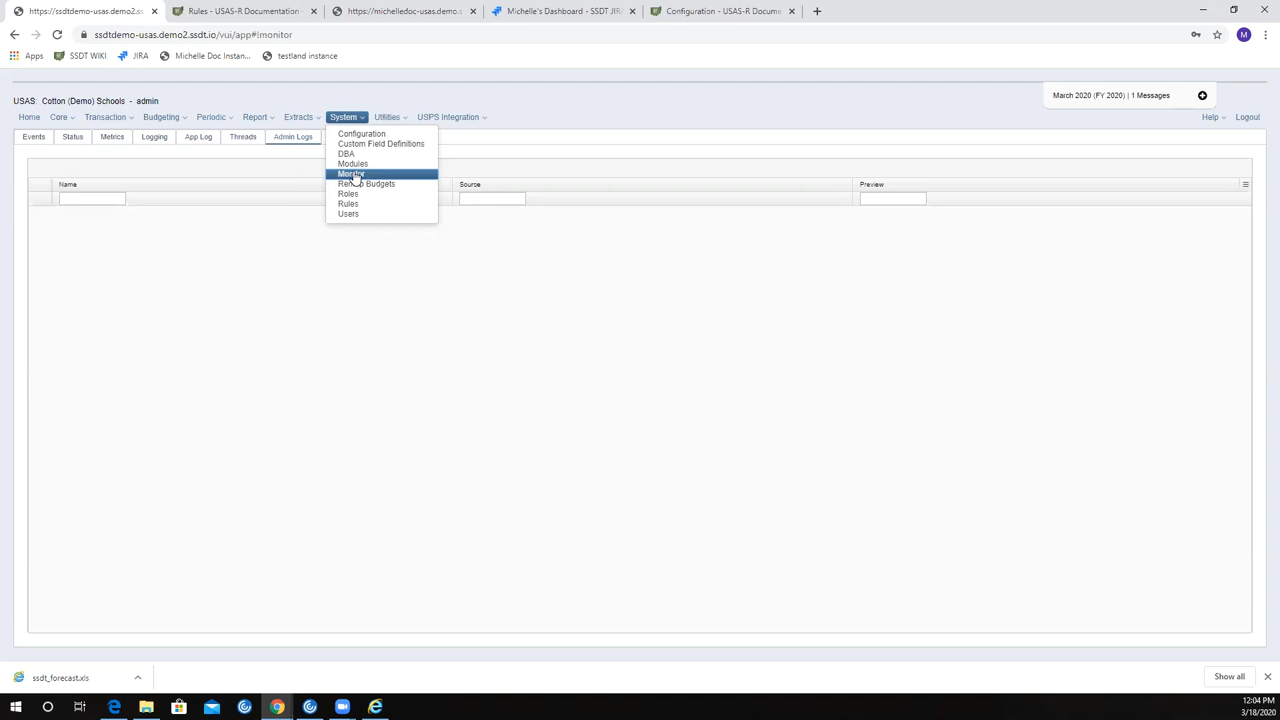 https://ssdtdemo-usas.demo2.ss
Rules - USAS-R Documentation -
https://michelledoc-usas.demo.
Michelle's Dashboard - SSDT JIRA
Configuration - USAS-R Docume
ssdtdemo-usas.demo2.ssdt.io/vui/app#!monitor
M
Apps SSDT WIKI JIRA Michelle Doc Instan... testland instance
March 2020 (FY 2020) | 1 Messages
USAS: Cotton (Demo) Schools - admin
Home Core Transaction Budgeting Periodic Report Extracts System Utilities USPS Integration Help Logout
Events Status Metrics Logging App Log Threads Admin Logs
Configuration
Custom Field Definitions
DBA
Modules
Budgets
Roles
Rules
Users
Name Source Preview
ssdt_forecast.xls
Show all
12:04 PM
3/18/2020